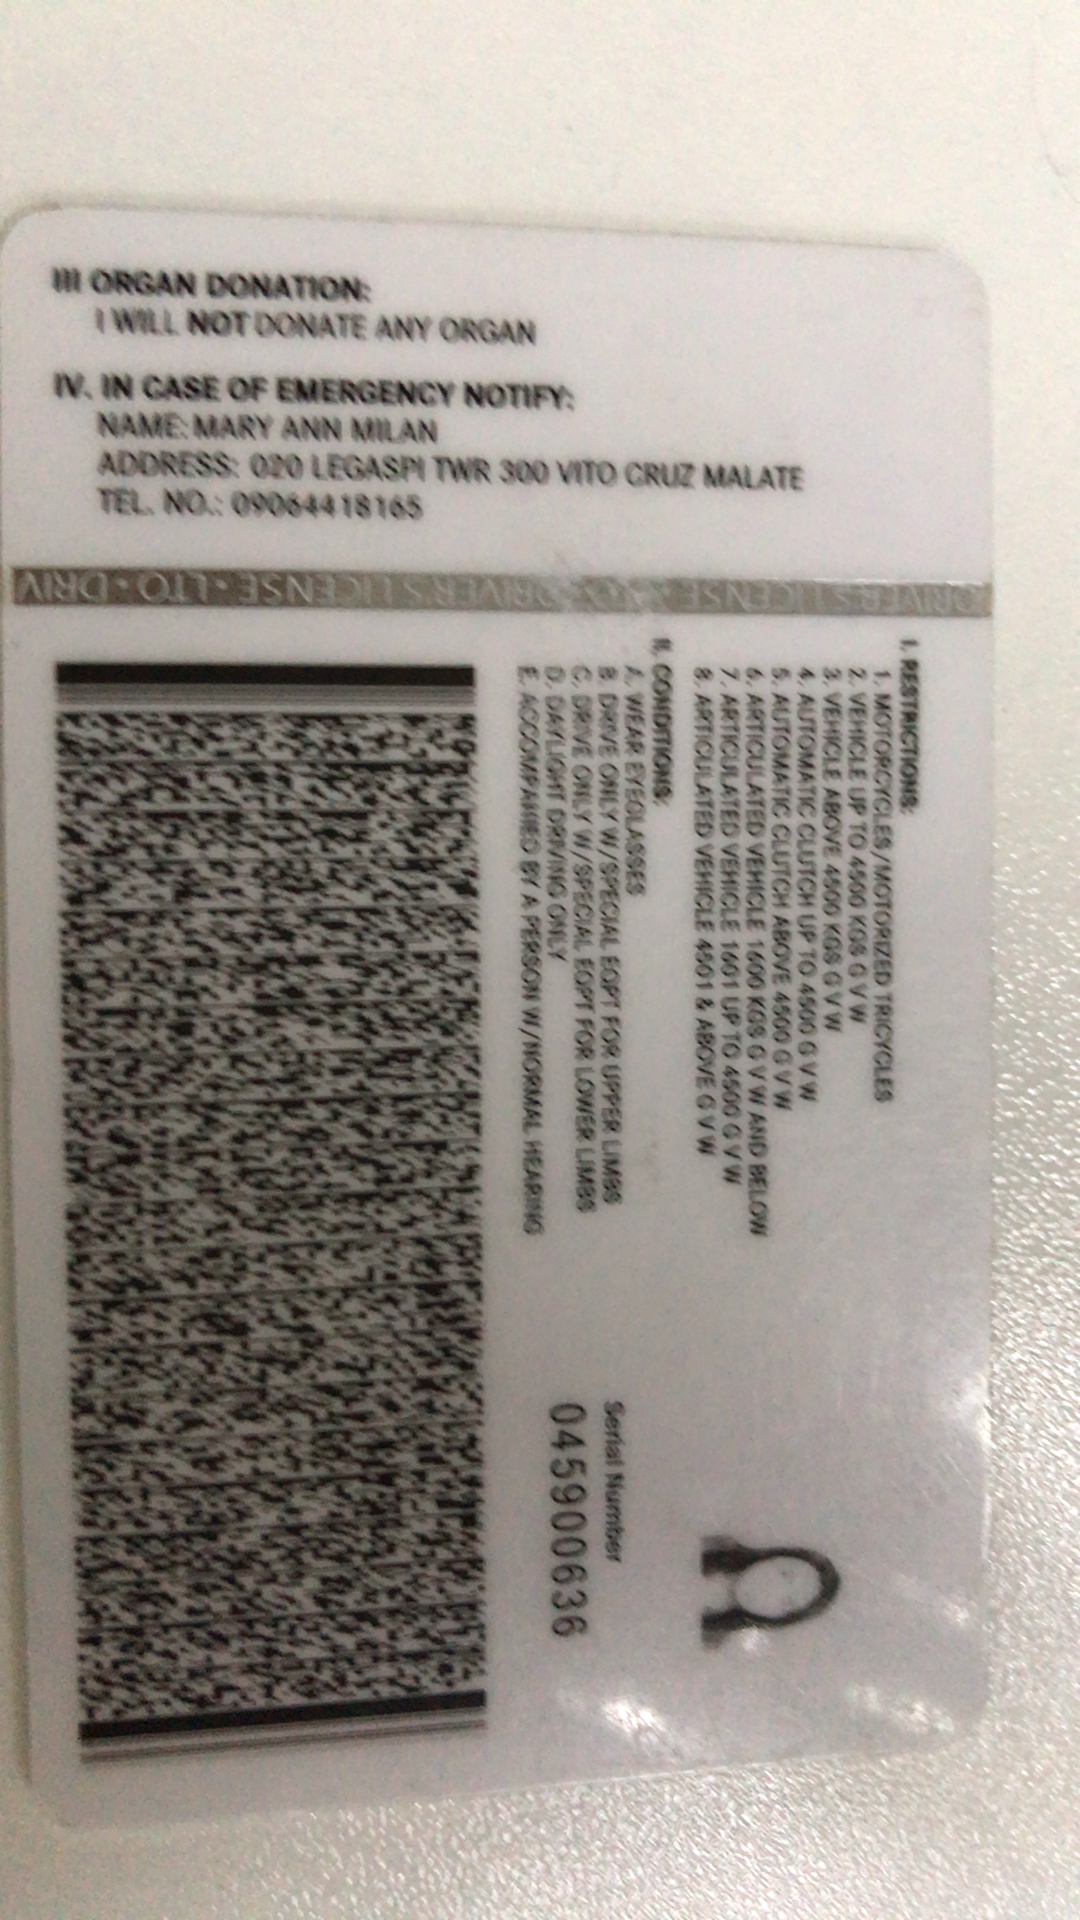 III ORGAN DONATION:
I WILL NOT DONATE ANY ORGAN
IV. IN CASE OF EMERGENCY NOTIFY:
NAME: MARY ANN MILAN
ADDRESS: 020 LEGASPI TWR 300 VITO CRUZ MALATE
TEL. NO.: 09064418165
DRIVER'S LICENSE • LTO • DRIVER'S LICENSE • LTO • DRIV
I. RESTRICTIONS:
1. MOTORCYCLES/MOTORIZED TRICYCLES
2. VEHICLE UP TO 4500 KGS G V W
3. VEHICLE ABOVE 4500 KGS G V W
4. AUTOMATIC CLUTCH UP TO 4500 G V W
5. AUTOMATIC CLUTCH ABOVE 4500 G V W
6. ARTICULATED VEHICLE 1600 KGS G V W AND BELOW
7. ARTICULATED VEHICLE 1601 UP TO 4500 G V W
8. ARTICULATED VEHICLE 4501 & ABOVE G V W
II. CONDITIONS:
A. WEAR EYEGLASSES
B. DRIVE ONLY W/SPECIAL EQPT FOR UPPER LIMBS
C. DRIVE ONLY W/SPECIAL EQPT FOR LOWER LIMBS
D. DAYLIGHT DRIVING ONLY
E. ACCOMPANIED BY A PERSON W/NORMAL HEARING
Serial Number
045900636